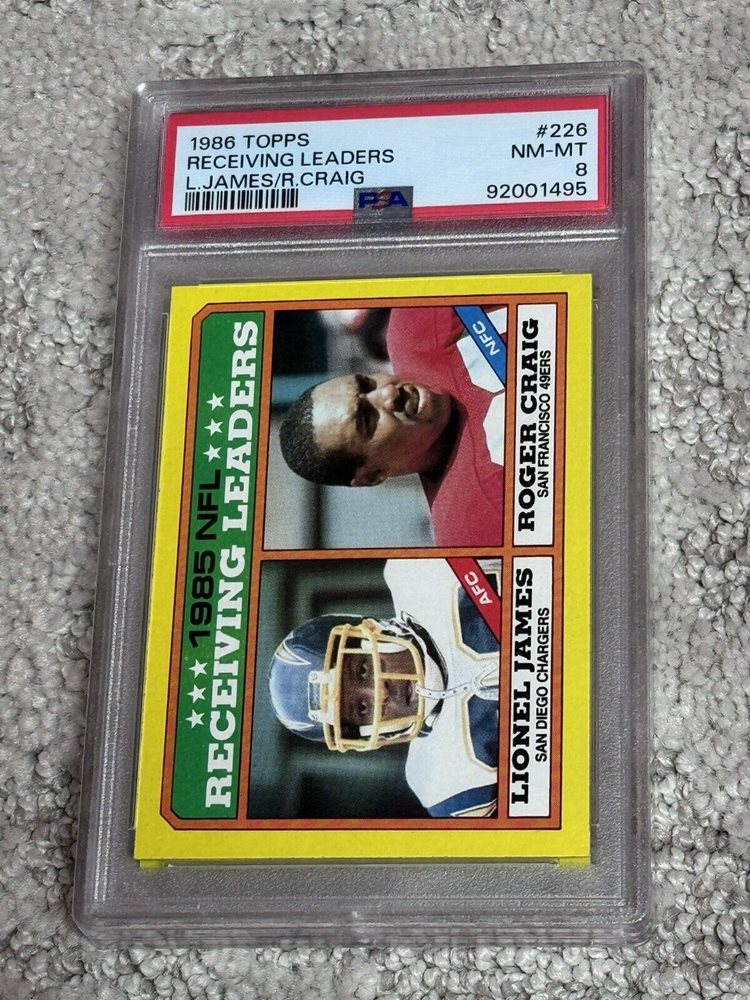 1986 TOPPS
RECEIVING LEADERS
L.JAMES/R.CRAIG
#226
NM-MT
8
92001495
PSA
1985 NFL
RECEIVING LEADERS
AFC
LIONEL JAMES
SAN DIEGO CHARGERS
NFC
ROGER CRAIG
SAN FRANCISCO 49ERS